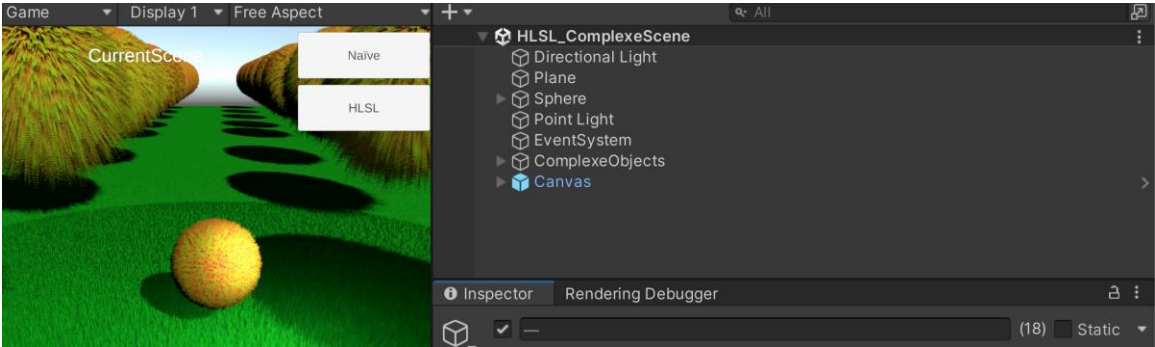 Game Display 1 Free Aspect
CurrentScene
Naïve
HLSL
All
HLSL_ComplexeScene
Directional Light
Plane
Sphere
Point Light
EventSystem
ComplexeObjects
Canvas
Inspector Rendering Debugger
— (18) Static